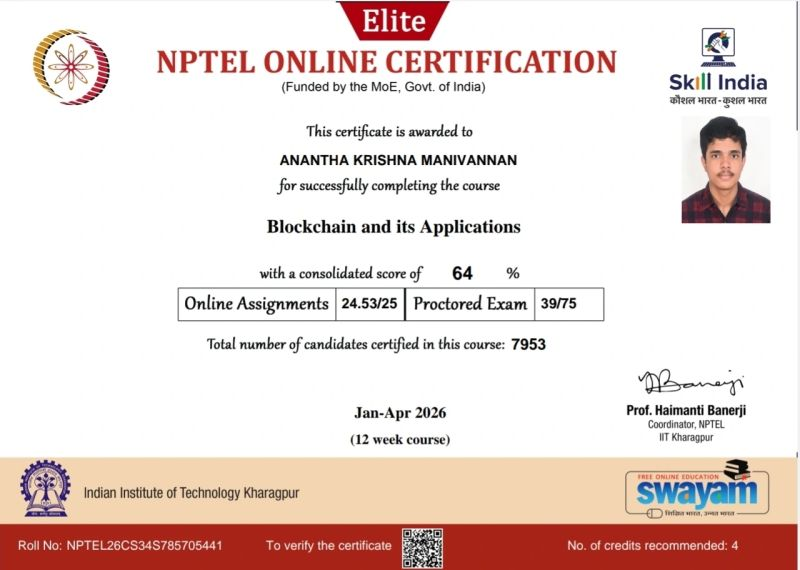 Elite
NPTEL ONLINE CERTIFICATION
(Funded by the MoE, Govt. of India)
Skill India
कौशल भारत - कुशल भारत
This certificate is awarded to
ANANTHA KRISHNA MANIVANNAN
for successfully completing the course
Blockchain and its Applications
with a consolidated score of 64 %
Online Assignments 24.53/25 Proctored Exam 39/75
Total number of candidates certified in this course: 7953
Jan-Apr 2026
(12 week course)
Prof. Haimanti Banerji
Coordinator, NPTEL
IIT Kharagpur
Indian Institute of Technology Kharagpur
FREE ONLINE EDUCATION
swayam
शिक्षित भारत, उन्नत भारत
Roll No: NPTEL26CS34S785705441
To verify the certificate
No. of credits recommended: 4